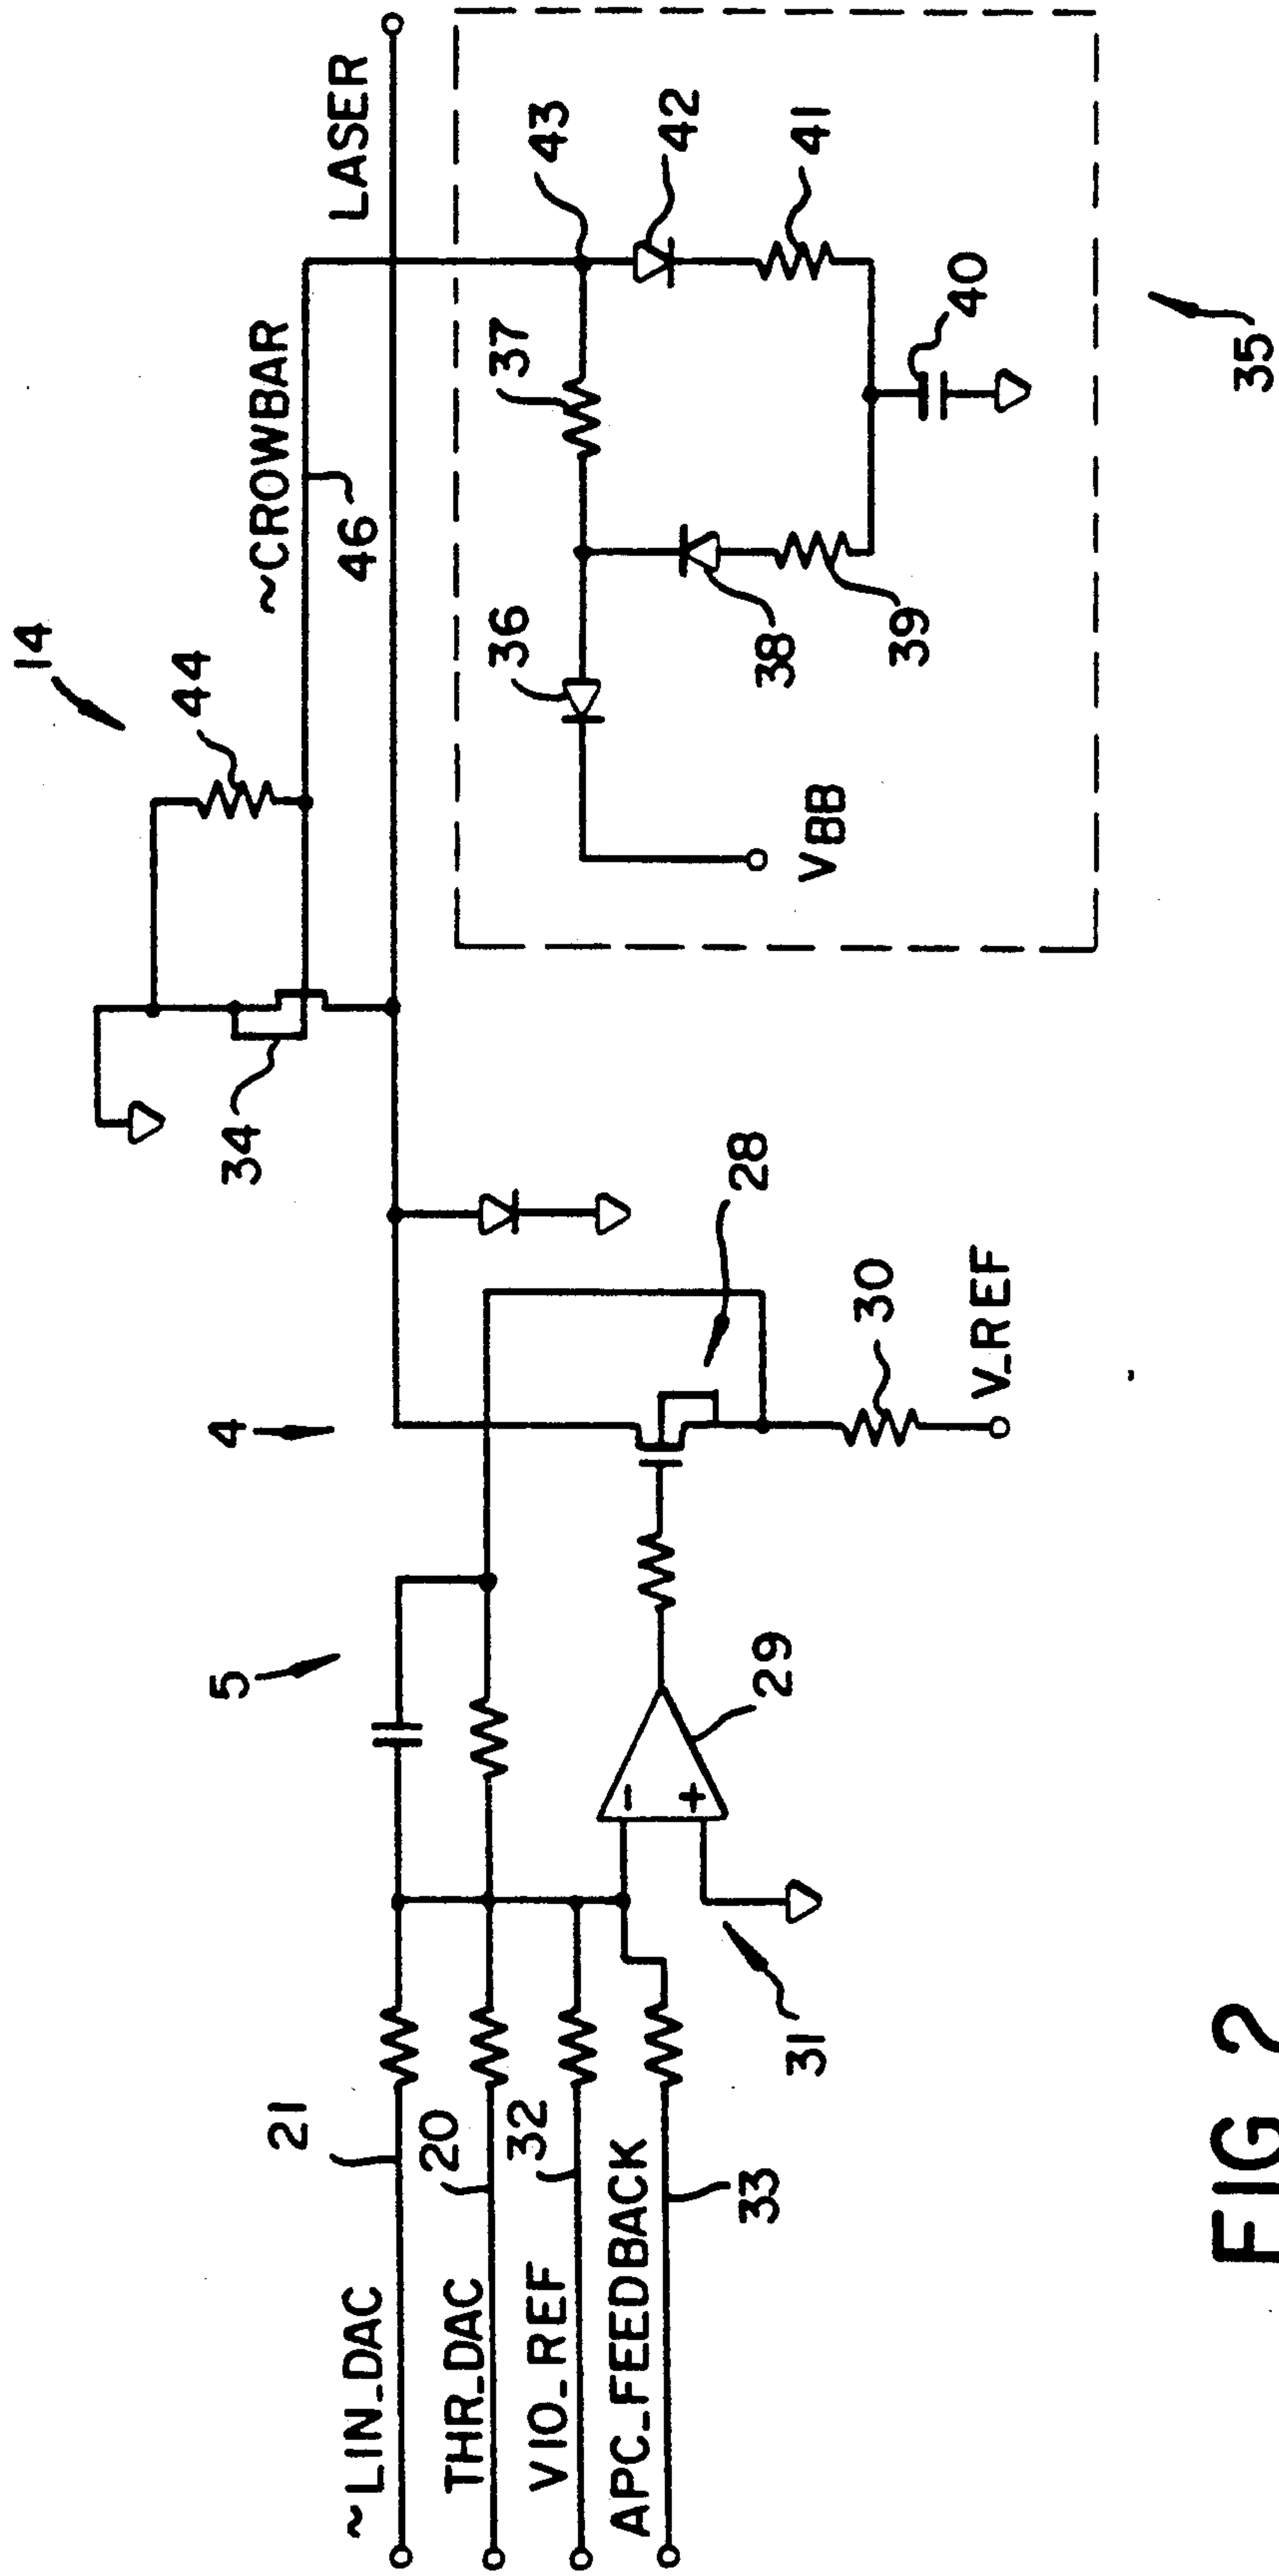 14
44
~CROWBAR
46
LASER
34
4
5
21
~LIN_DAC
20
THR_DAC
32
V10_REF
APC_FEEDBACK
33
31
-
+
29
28
30
V_REF
36
37
43
42
41
38
39
40
VBB
35
FIG 2